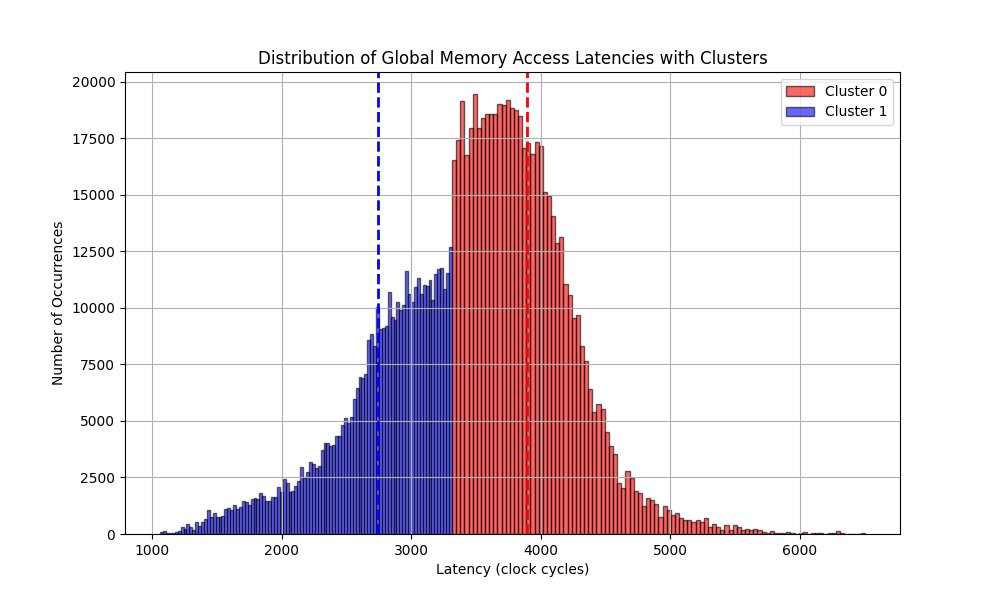 Distribution of Global Memory Access Latencies with Clusters
20000
17500
15000
12500
10000
7500
5000
2500
0
Number of Occurrences
Cluster 0
Cluster 1
1000 2000 3000 4000 5000 6000
Latency (clock cycles)